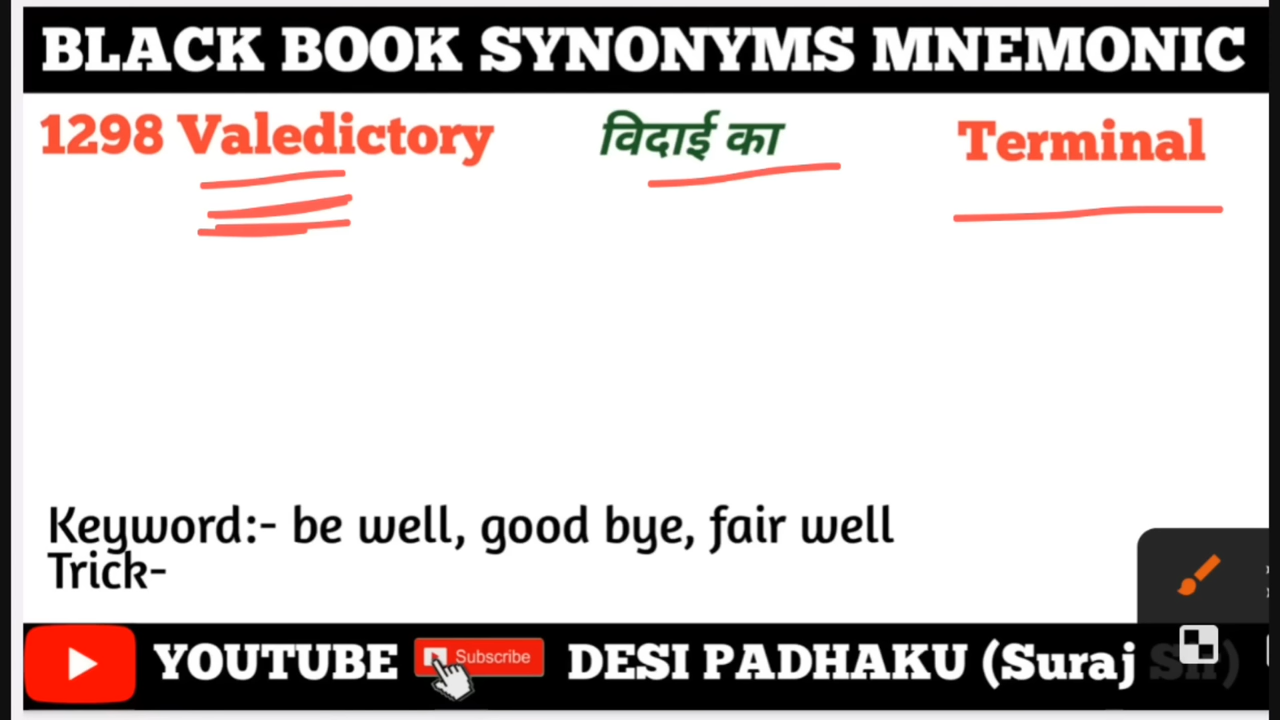 BLACK BOOK SYNONYMS MNEMONIC
1298 Valedictory विदाई का Terminal
Keyword:- be well, good bye, fair well
Trick-
YOUTUBE Subscribe DESI PADHAKU (Suraj Sir)